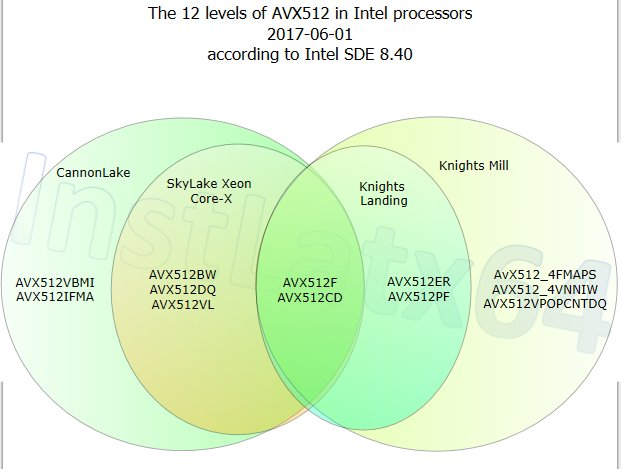 The 12 levels of AVX512 in Intel processors
2017-06-01
according to Intel SDE 8.40
CannonLake
SkyLake Xeon
Core-X
Knights
Landing
Knights Mill
AVX512VBMI
AVX512IFMA
AVX512BW
AVX512DQ
AVX512VL
AVX512F
AVX512CD
AVX512ER
AVX512PF
AvX512_4FMAPS
AVX512_4VNNIW
AVX512VPOPCNTDQ
InstLatx64